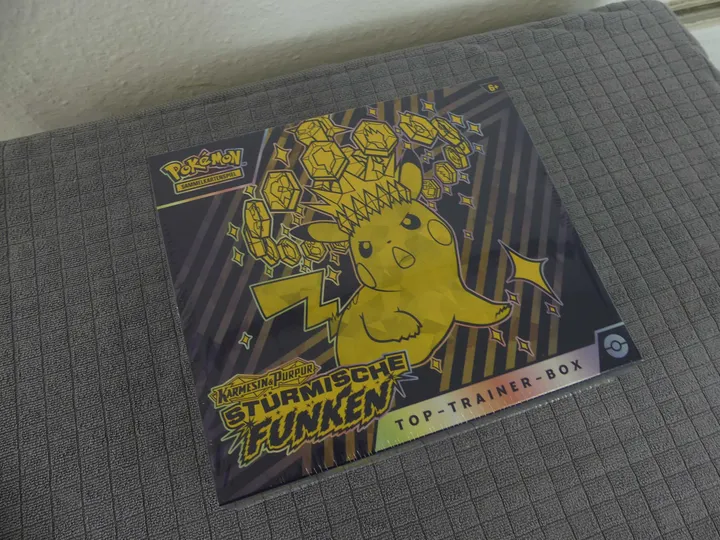 6+
POKÉMON
SAMMELKARTENSPIEL
KARMESIN & PURPUR
STÜRMISCHE
FUNKEN
TOP-TRAINER-BOX